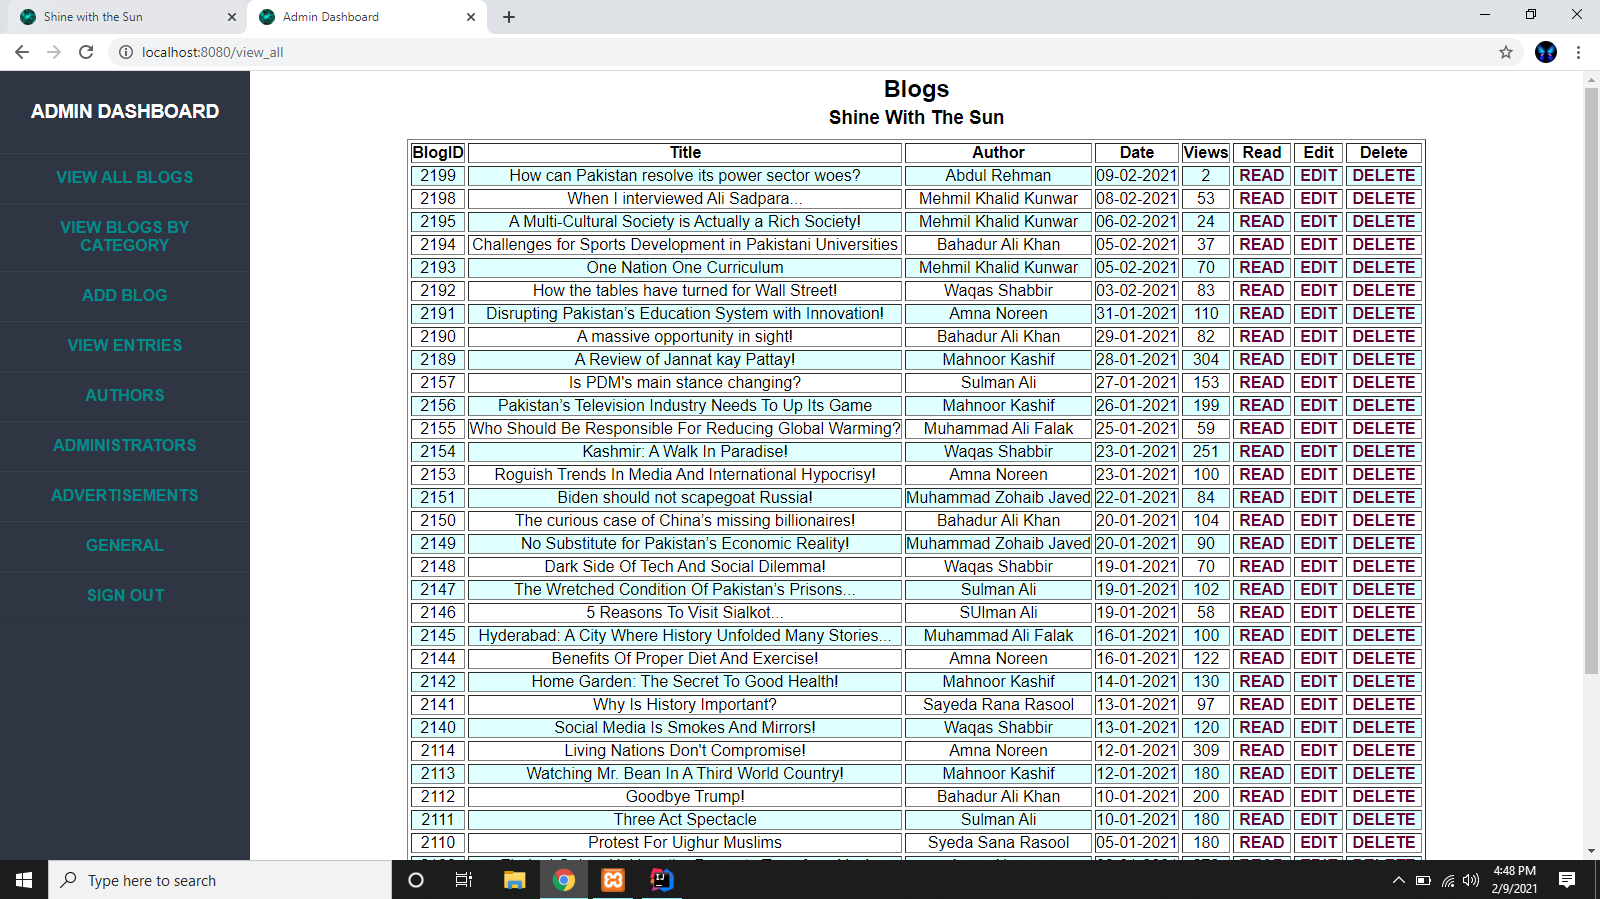 Shine with the Sun
Admin Dashboard
localhost:8080/view_all
ADMIN DASHBOARD
VIEW ALL BLOGS
VIEW BLOGS BY
CATEGORY
ADD BLOG
VIEW ENTRIES
AUTHORS
ADMINISTRATORS
ADVERTISEMENTS
GENERAL
SIGN OUT
Blogs
Shine With The Sun
BlogID Title Author Date Views Read Edit Delete
2199 How can Pakistan resolve its power sector woes? Abdul Rehman 09-02-2021 2 READ EDIT DELETE
2198 When I interviewed Ali Sadpara... Mehmil Khalid Kunwar 08-02-2021 53 READ EDIT DELETE
2195 A Multi-Cultural Society is Actually a Rich Society! Mehmil Khalid Kunwar 06-02-2021 24 READ EDIT DELETE
2194 Challenges for Sports Development in Pakistani Universities Bahadur Ali Khan 05-02-2021 37 READ EDIT DELETE
2193 One Nation One Curriculum Mehmil Khalid Kunwar 05-02-2021 70 READ EDIT DELETE
2192 How the tables have turned for Wall Street! Waqas Shabbir 03-02-2021 83 READ EDIT DELETE
2191 Disrupting Pakistan’s Education System with Innovation! Amna Noreen 31-01-2021 110 READ EDIT DELETE
2190 A massive opportunity in sight! Bahadur Ali Khan 29-01-2021 82 READ EDIT DELETE
2189 A Review of Jannat kay Pattay! Mahnoor Kashif 28-01-2021 304 READ EDIT DELETE
2157 Is PDM's main stance changing? Sulman Ali 27-01-2021 153 READ EDIT DELETE
2156 Pakistan’s Television Industry Needs To Up Its Game Mahnoor Kashif 26-01-2021 199 READ EDIT DELETE
2155 Who Should Be Responsible For Reducing Global Warming? Muhammad Ali Falak 25-01-2021 59 READ EDIT DELETE
2154 Kashmir: A Walk In Paradise! Waqas Shabbir 23-01-2021 251 READ EDIT DELETE
2153 Roguish Trends In Media And International Hypocrisy! Amna Noreen 23-01-2021 100 READ EDIT DELETE
2151 Biden should not scapegoat Russia! Muhammad Zohaib Javed 22-01-2021 84 READ EDIT DELETE
2150 The curious case of China’s missing billionaires! Bahadur Ali Khan 20-01-2021 104 READ EDIT DELETE
2149 No Substitute for Pakistan’s Economic Reality! Muhammad Zohaib Javed 20-01-2021 90 READ EDIT DELETE
2148 Dark Side Of Tech And Social Dilemma! Waqas Shabbir 19-01-2021 70 READ EDIT DELETE
2147 The Wretched Condition Of Pakistan’s Prisons... Sulman Ali 19-01-2021 102 READ EDIT DELETE
2146 5 Reasons To Visit Sialkot... SUlman Ali 19-01-2021 58 READ EDIT DELETE
2145 Hyderabad: A City Where History Unfolded Many Stories... Muhammad Ali Falak 16-01-2021 100 READ EDIT DELETE
2144 Benefits Of Proper Diet And Exercise! Amna Noreen 16-01-2021 122 READ EDIT DELETE
2142 Home Garden: The Secret To Good Health! Mahnoor Kashif 14-01-2021 130 READ EDIT DELETE
2141 Why Is History Important? Sayeda Rana Rasool 13-01-2021 97 READ EDIT DELETE
2140 Social Media Is Smokes And Mirrors! Waqas Shabbir 13-01-2021 120 READ EDIT DELETE
2114 Living Nations Don't Compromise! Amna Noreen 12-01-2021 309 READ EDIT DELETE
2113 Watching Mr. Bean In A Third World Country! Mahnoor Kashif 12-01-2021 180 READ EDIT DELETE
2112 Goodbye Trump! Bahadur Ali Khan 10-01-2021 200 READ EDIT DELETE
2111 Three Act Spectacle Sulman Ali 10-01-2021 180 READ EDIT DELETE
2110 Protest For Uighur Muslims Syeda Sana Rasool 05-01-2021 180 READ EDIT DELETE
Type here to search
4:48 PM
2/9/2021